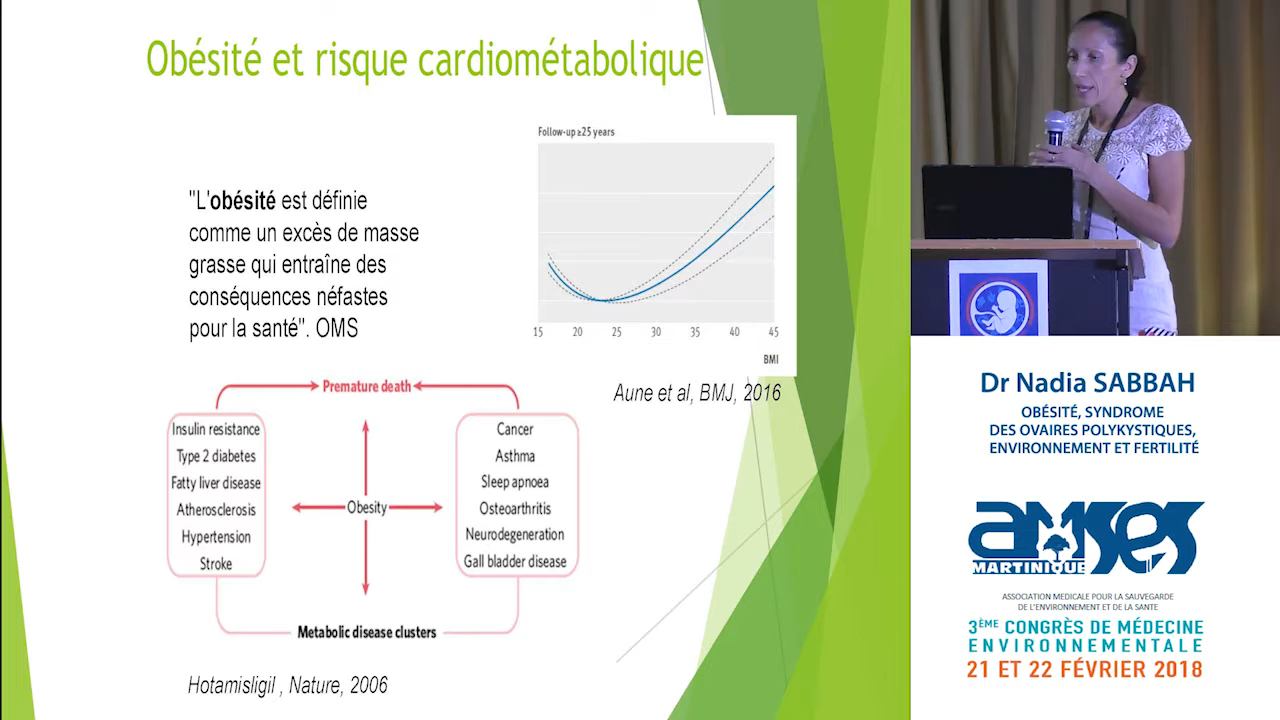 Obésité et risque cardiométabolique
"L'obésité est définie
comme un excès de masse
grasse qui entraîne des
conséquences néfastes
pour la santé". OMS
Follow-up ≥25 years
15 20 25 30 35 40 45
BMI
Aune et al, BMJ, 2016
Premature death
Insulin resistance
Type 2 diabetes
Fatty liver disease
Atherosclerosis
Hypertension
Stroke
Obesity
Cancer
Asthma
Sleep apnoea
Osteoarthritis
Neurodegeneration
Gall bladder disease
Metabolic disease clusters
Hotamisligil , Nature, 2006
Dr Nadia SABBAH
OBÉSITÉ, SYNDROME
DES OVAIRES POLYKYSTIQUES,
ENVIRONNEMENT ET FERTILITÉ
AMSES
MARTINIQUE
ASSOCIATION MEDICALE POUR LA SAUVEGARDE
DE L'ENVIRONNEMENT ET DE LA SANTE
3ÈME CONGRÈS DE MÉDECINE
ENVIRONNEMENTALE
21 ET 22 FÉVRIER 2018